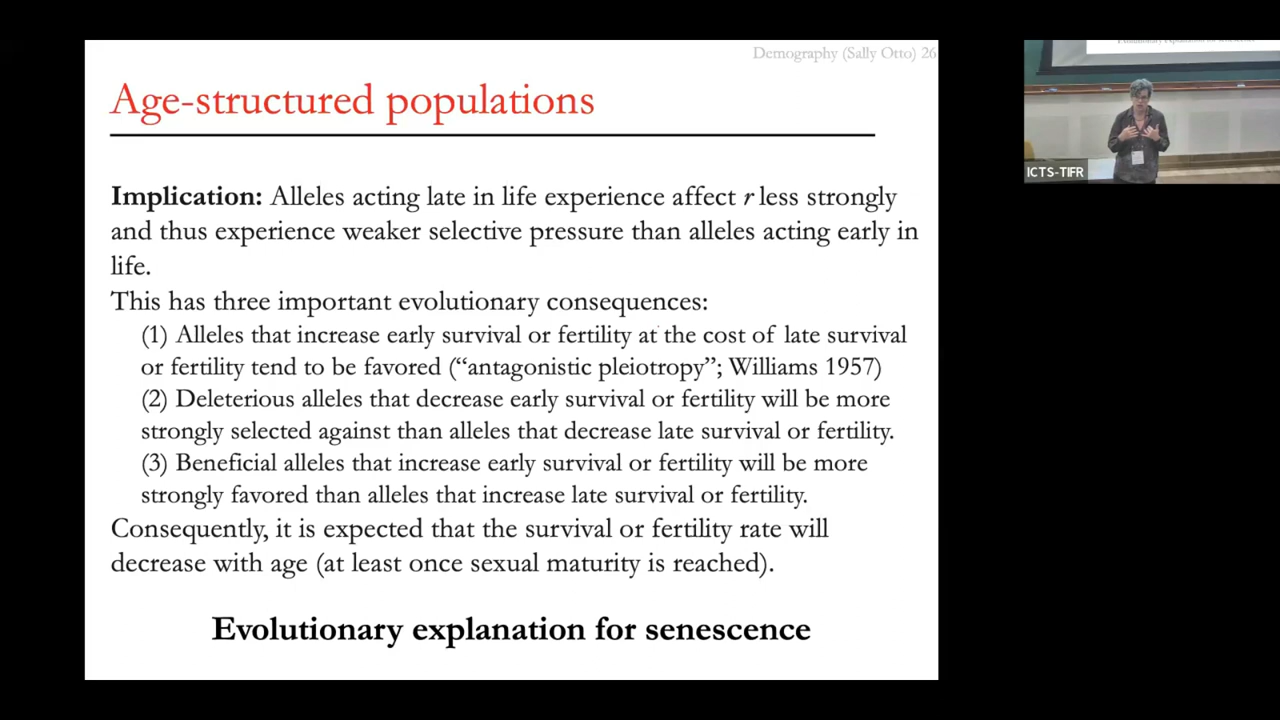 Demography (Sally Otto) 26
Age-structured populations
Implication: Alleles acting late in life experience affect r less strongly
and thus experience weaker selective pressure than alleles acting early in
life.
This has three important evolutionary consequences:
(1) Alleles that increase early survival or fertility at the cost of late survival
or fertility tend to be favored (“antagonistic pleiotropy”; Williams 1957)
(2) Deleterious alleles that decrease early survival or fertility will be more
strongly selected against than alleles that decrease late survival or fertility.
(3) Beneficial alleles that increase early survival or fertility will be more
strongly favored than alleles that increase late survival or fertility.
Consequently, it is expected that the survival or fertility rate will
decrease with age (at least once sexual maturity is reached).
Evolutionary explanation for senescence
ICTS-TIFR